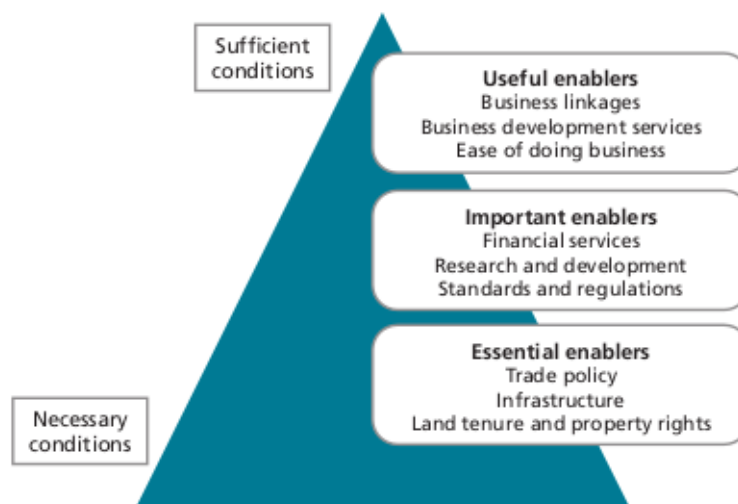 Sufficient
conditions
Useful enablers
Business linkages
Business development services
Ease of doing business
Important enablers
Financial services
Research and development
Standards and regulations
Essential enablers
Trade policy
Infrastructure
Land tenure and property rights
Necessary
conditions